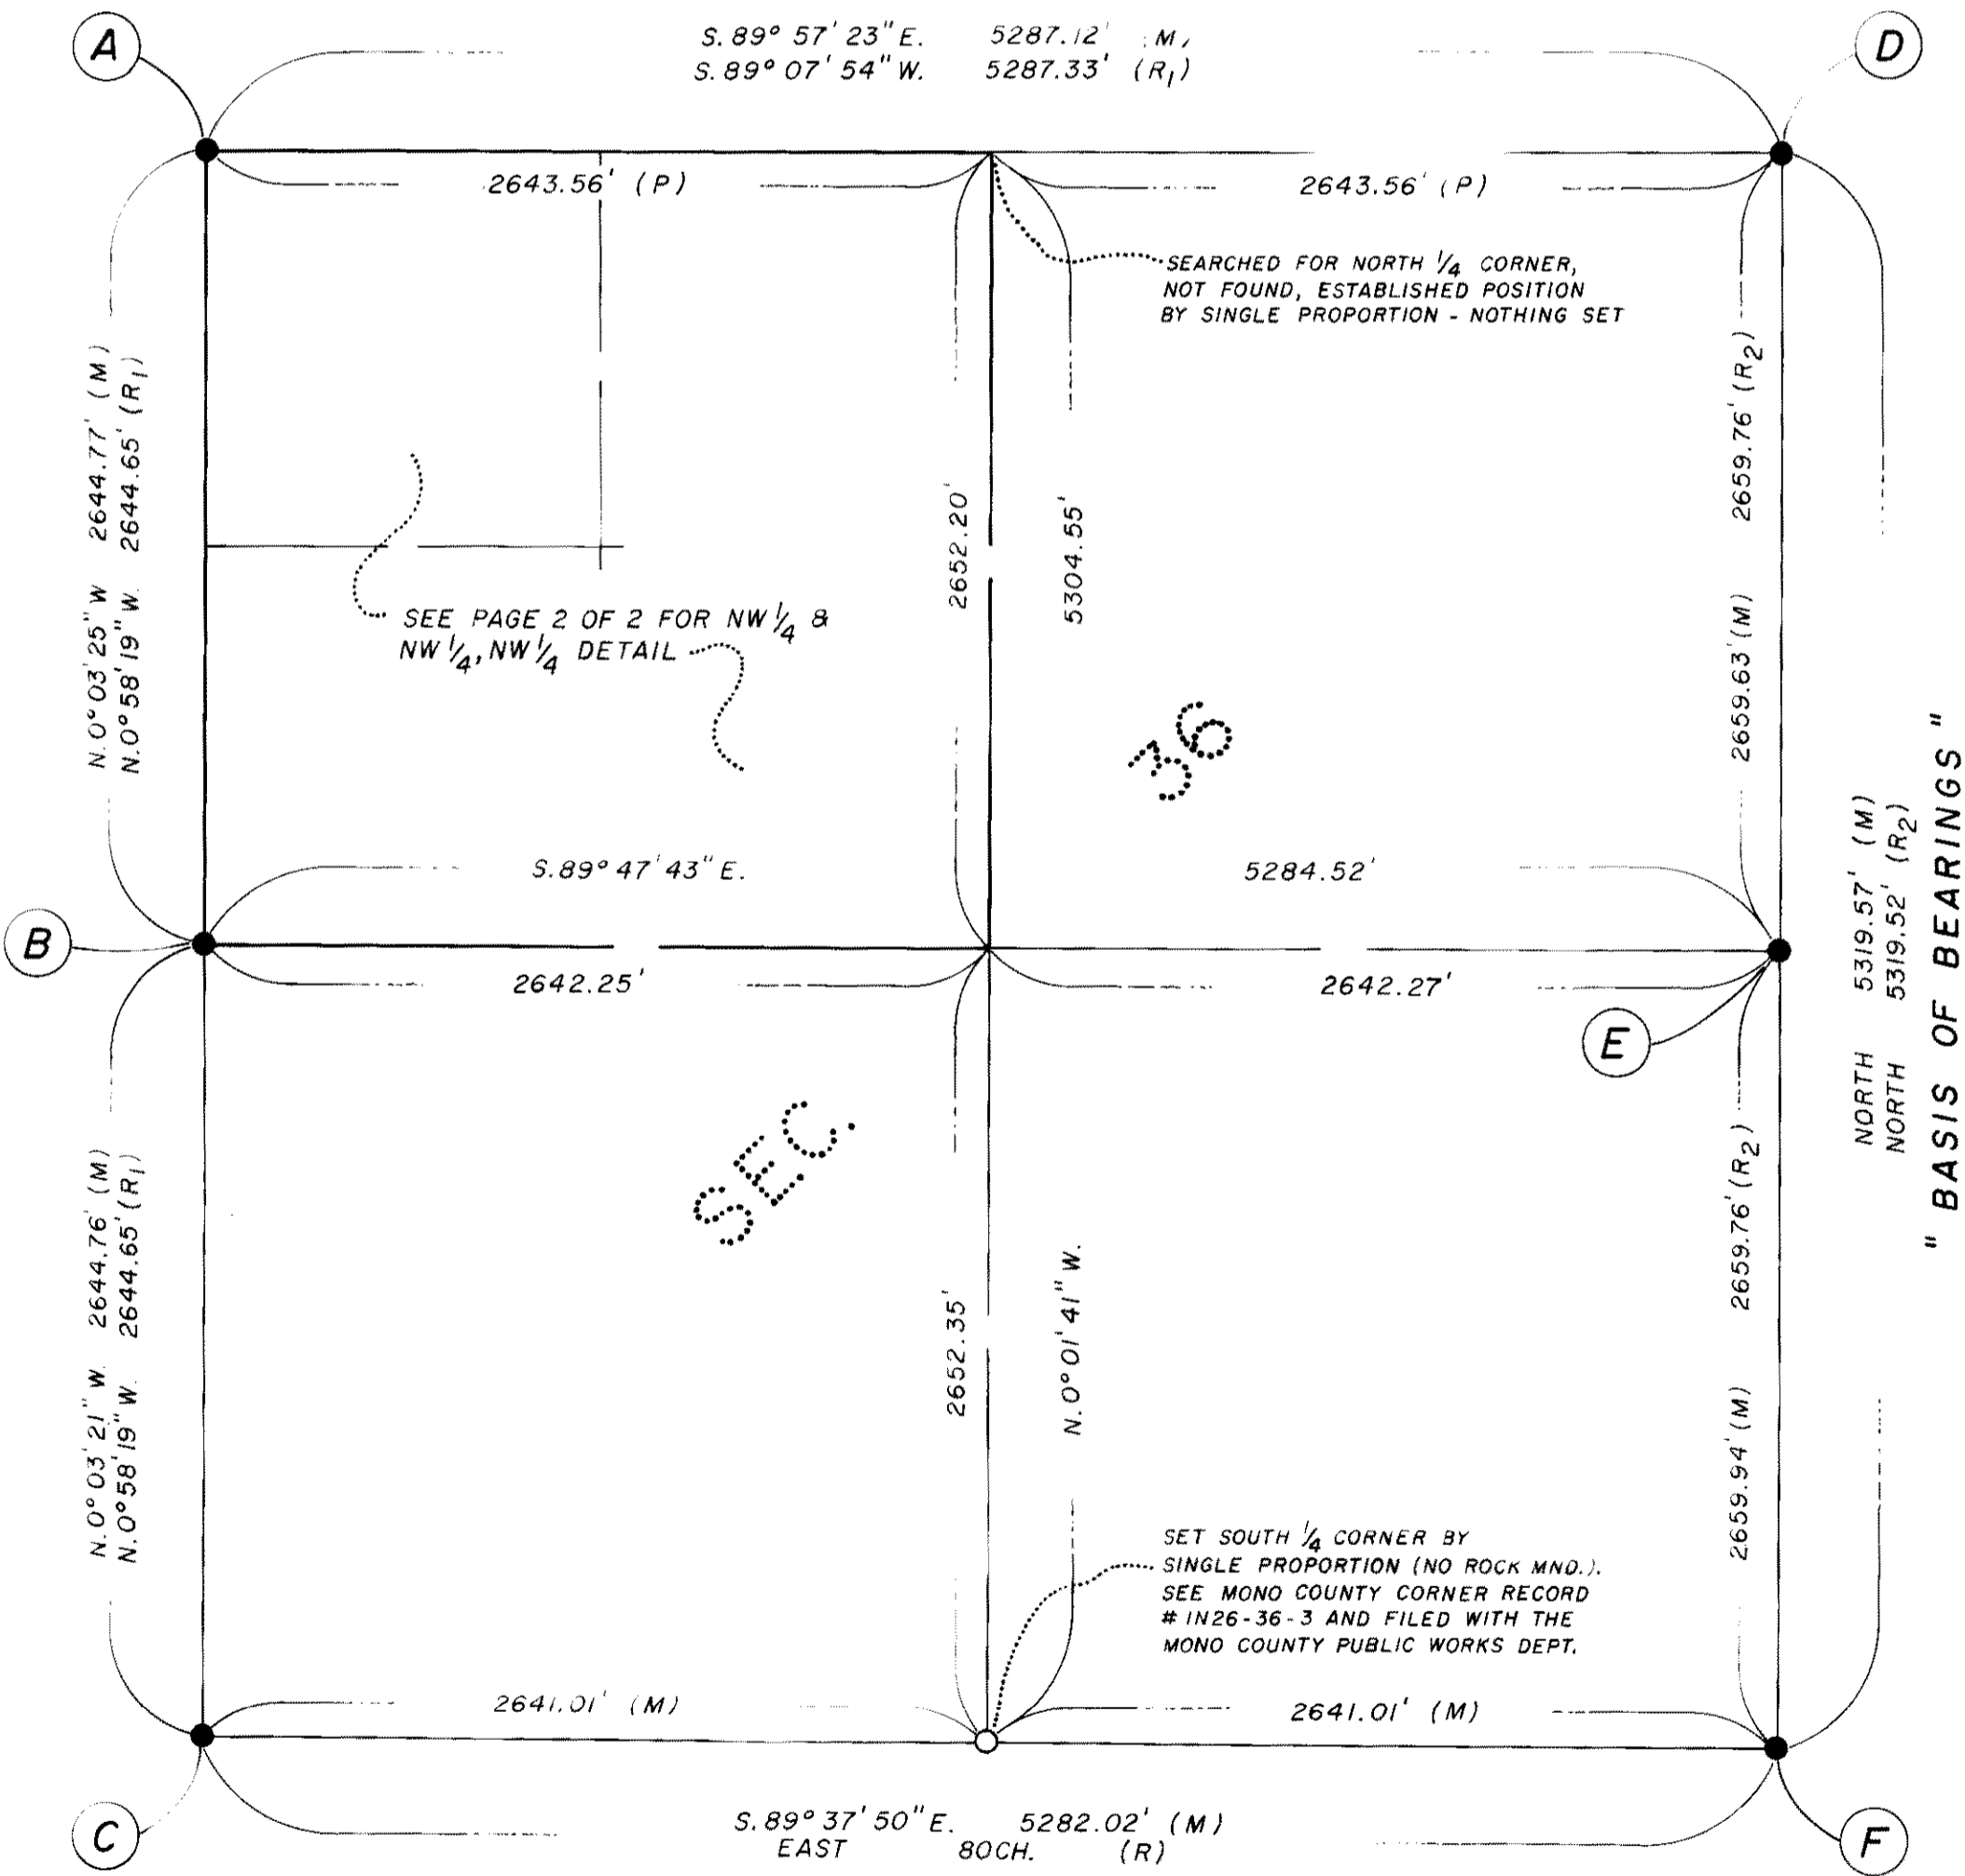 A
S. 89° 57' 23" E. 5287.12' (M)
S. 89° 07' 54" W. 5287.33' (R1)
D
2643.56' (P)
2643.56' (P)
SEARCHED FOR NORTH 1/4 CORNER,
NOT FOUND, ESTABLISHED POSITION
BY SINGLE PROPORTION - NOTHING SET
N. 0° 03' 25" W 2644.77' (M)
N. 0° 58' 19" W. 2644.65' (R1)
2652.20'
5304.55'
2659.76' (R2)
2659.63' (M)
SEE PAGE 2 OF 2 FOR NW 1/4 &
NW 1/4, NW 1/4 DETAIL
36
S. 89° 47' 43" E.
5284.52'
B
2642.25'
2642.27'
E
NORTH 5319.57' (M)
NORTH 5319.52' (R2)
" BASIS OF BEARINGS "
SEC.
N. 0° 03' 21" W. 2644.76' (M)
N. 0° 58' 19" W. 2644.65' (R1)
2652.35'
N. 0° 01' 41" W.
2659.76' (R2)
2659.94' (M)
SET SOUTH 1/4 CORNER BY
SINGLE PROPORTION (NO ROCK MND.).
SEE MONO COUNTY CORNER RECORD
# IN26-36-3 AND FILED WITH THE
MONO COUNTY PUBLIC WORKS DEPT.
2641.01' (M)
2641.01' (M)
C
S. 89° 37' 50" E. 5282.02' (M)
EAST 80CH. (R)
F